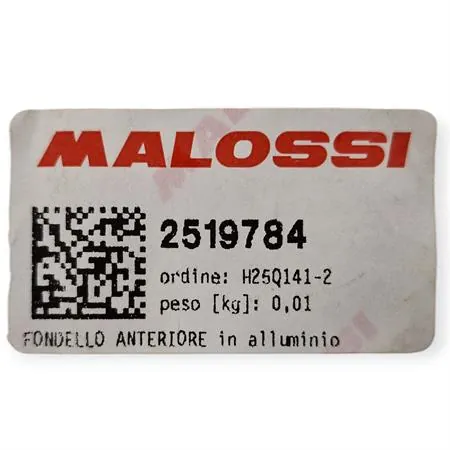 MALOSSI
2519784
ordine: H25Q141-2
peso [kg]: 0,01
FONDELLO ANTERIORE in alluminio